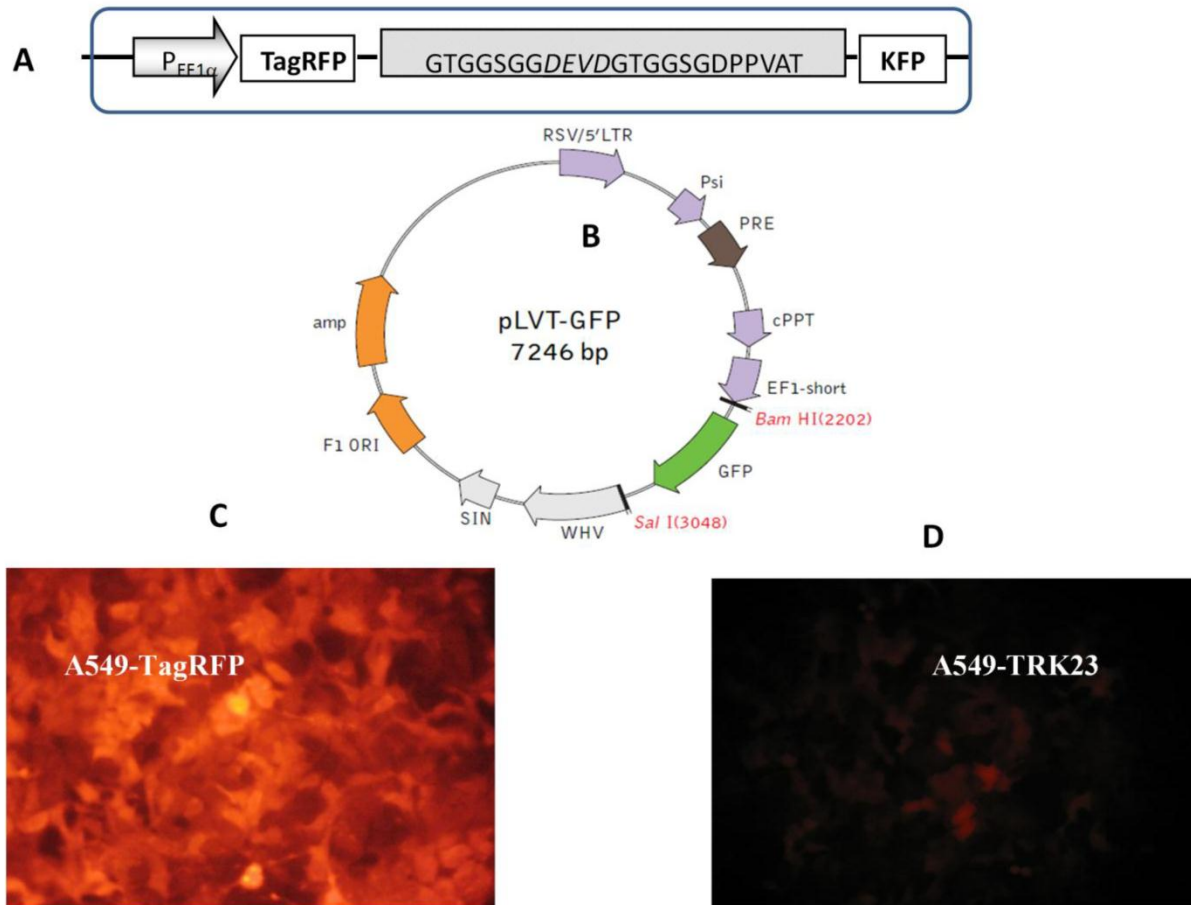 A
P_EF1α TagRFP GTGGSGGDEVDGTGGSGDPPVAT KFP
RSV/5'LTR
Psi
B
PRE
cPPT
pLVT-GFP
7246 bp
amp
EF1-short
Bam HI(2202)
F1 ORI
GFP
SIN
WHV
Sal I(3048)
C
D
A549-TagRFP
A549-TRK23